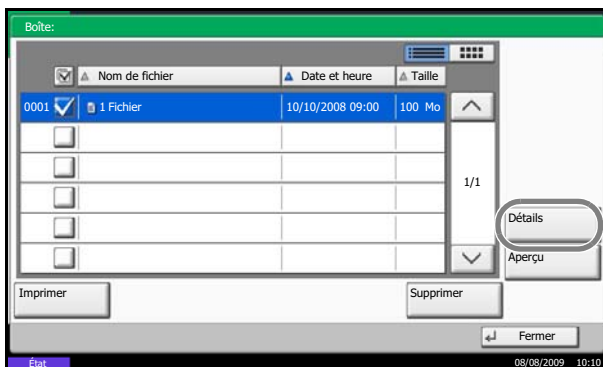 Boîte:
Nom de fichier Date et heure Taille
0001 1 Fichier 10/10/2008 09:00 100 Mo
1/1
Détails
Aperçu
Imprimer Supprimer
Fermer
État 08/08/2009 10:10